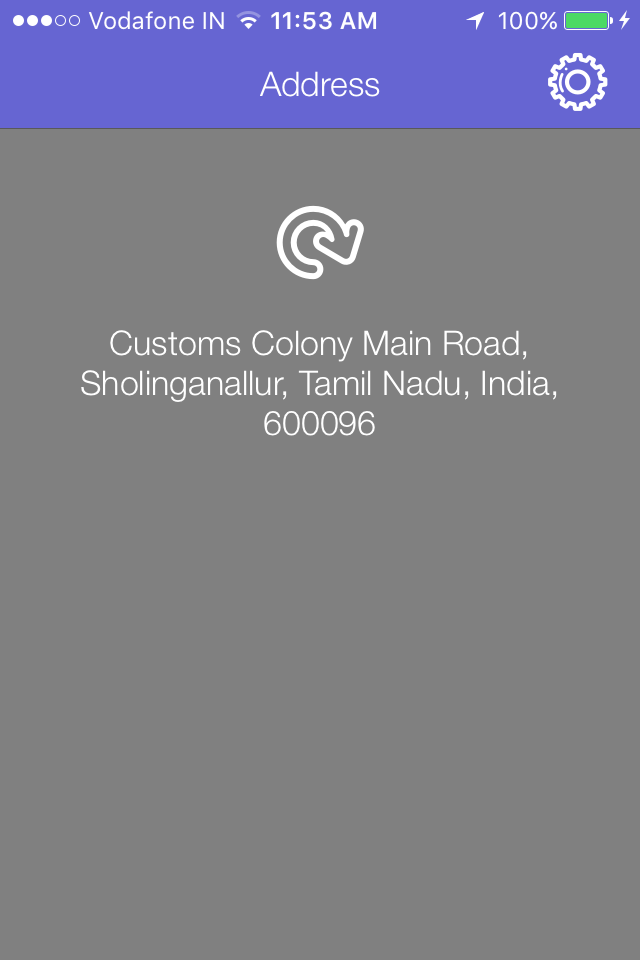 Vodafone IN 11:53 AM 100%
Address
Customs Colony Main Road,
Sholinganallur, Tamil Nadu, India,
600096